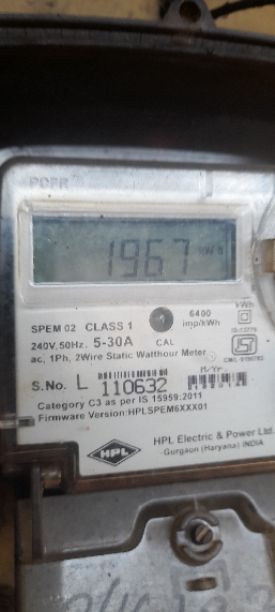 1967
SPEM 02 CLASS 1
6400
imp/kWh
kWh
240V, 50Hz. 5-30A CAL
ac, 1Ph, 2Wire Static Watthour Meter
S.No. L 110632
M/Yr
Category C3 as per IS 15959:2011
Firmware Version:HPLSPEM6XXX01
HPL
HPL Electric & Power Ltd.
Gurgaon (Haryana) INDIA